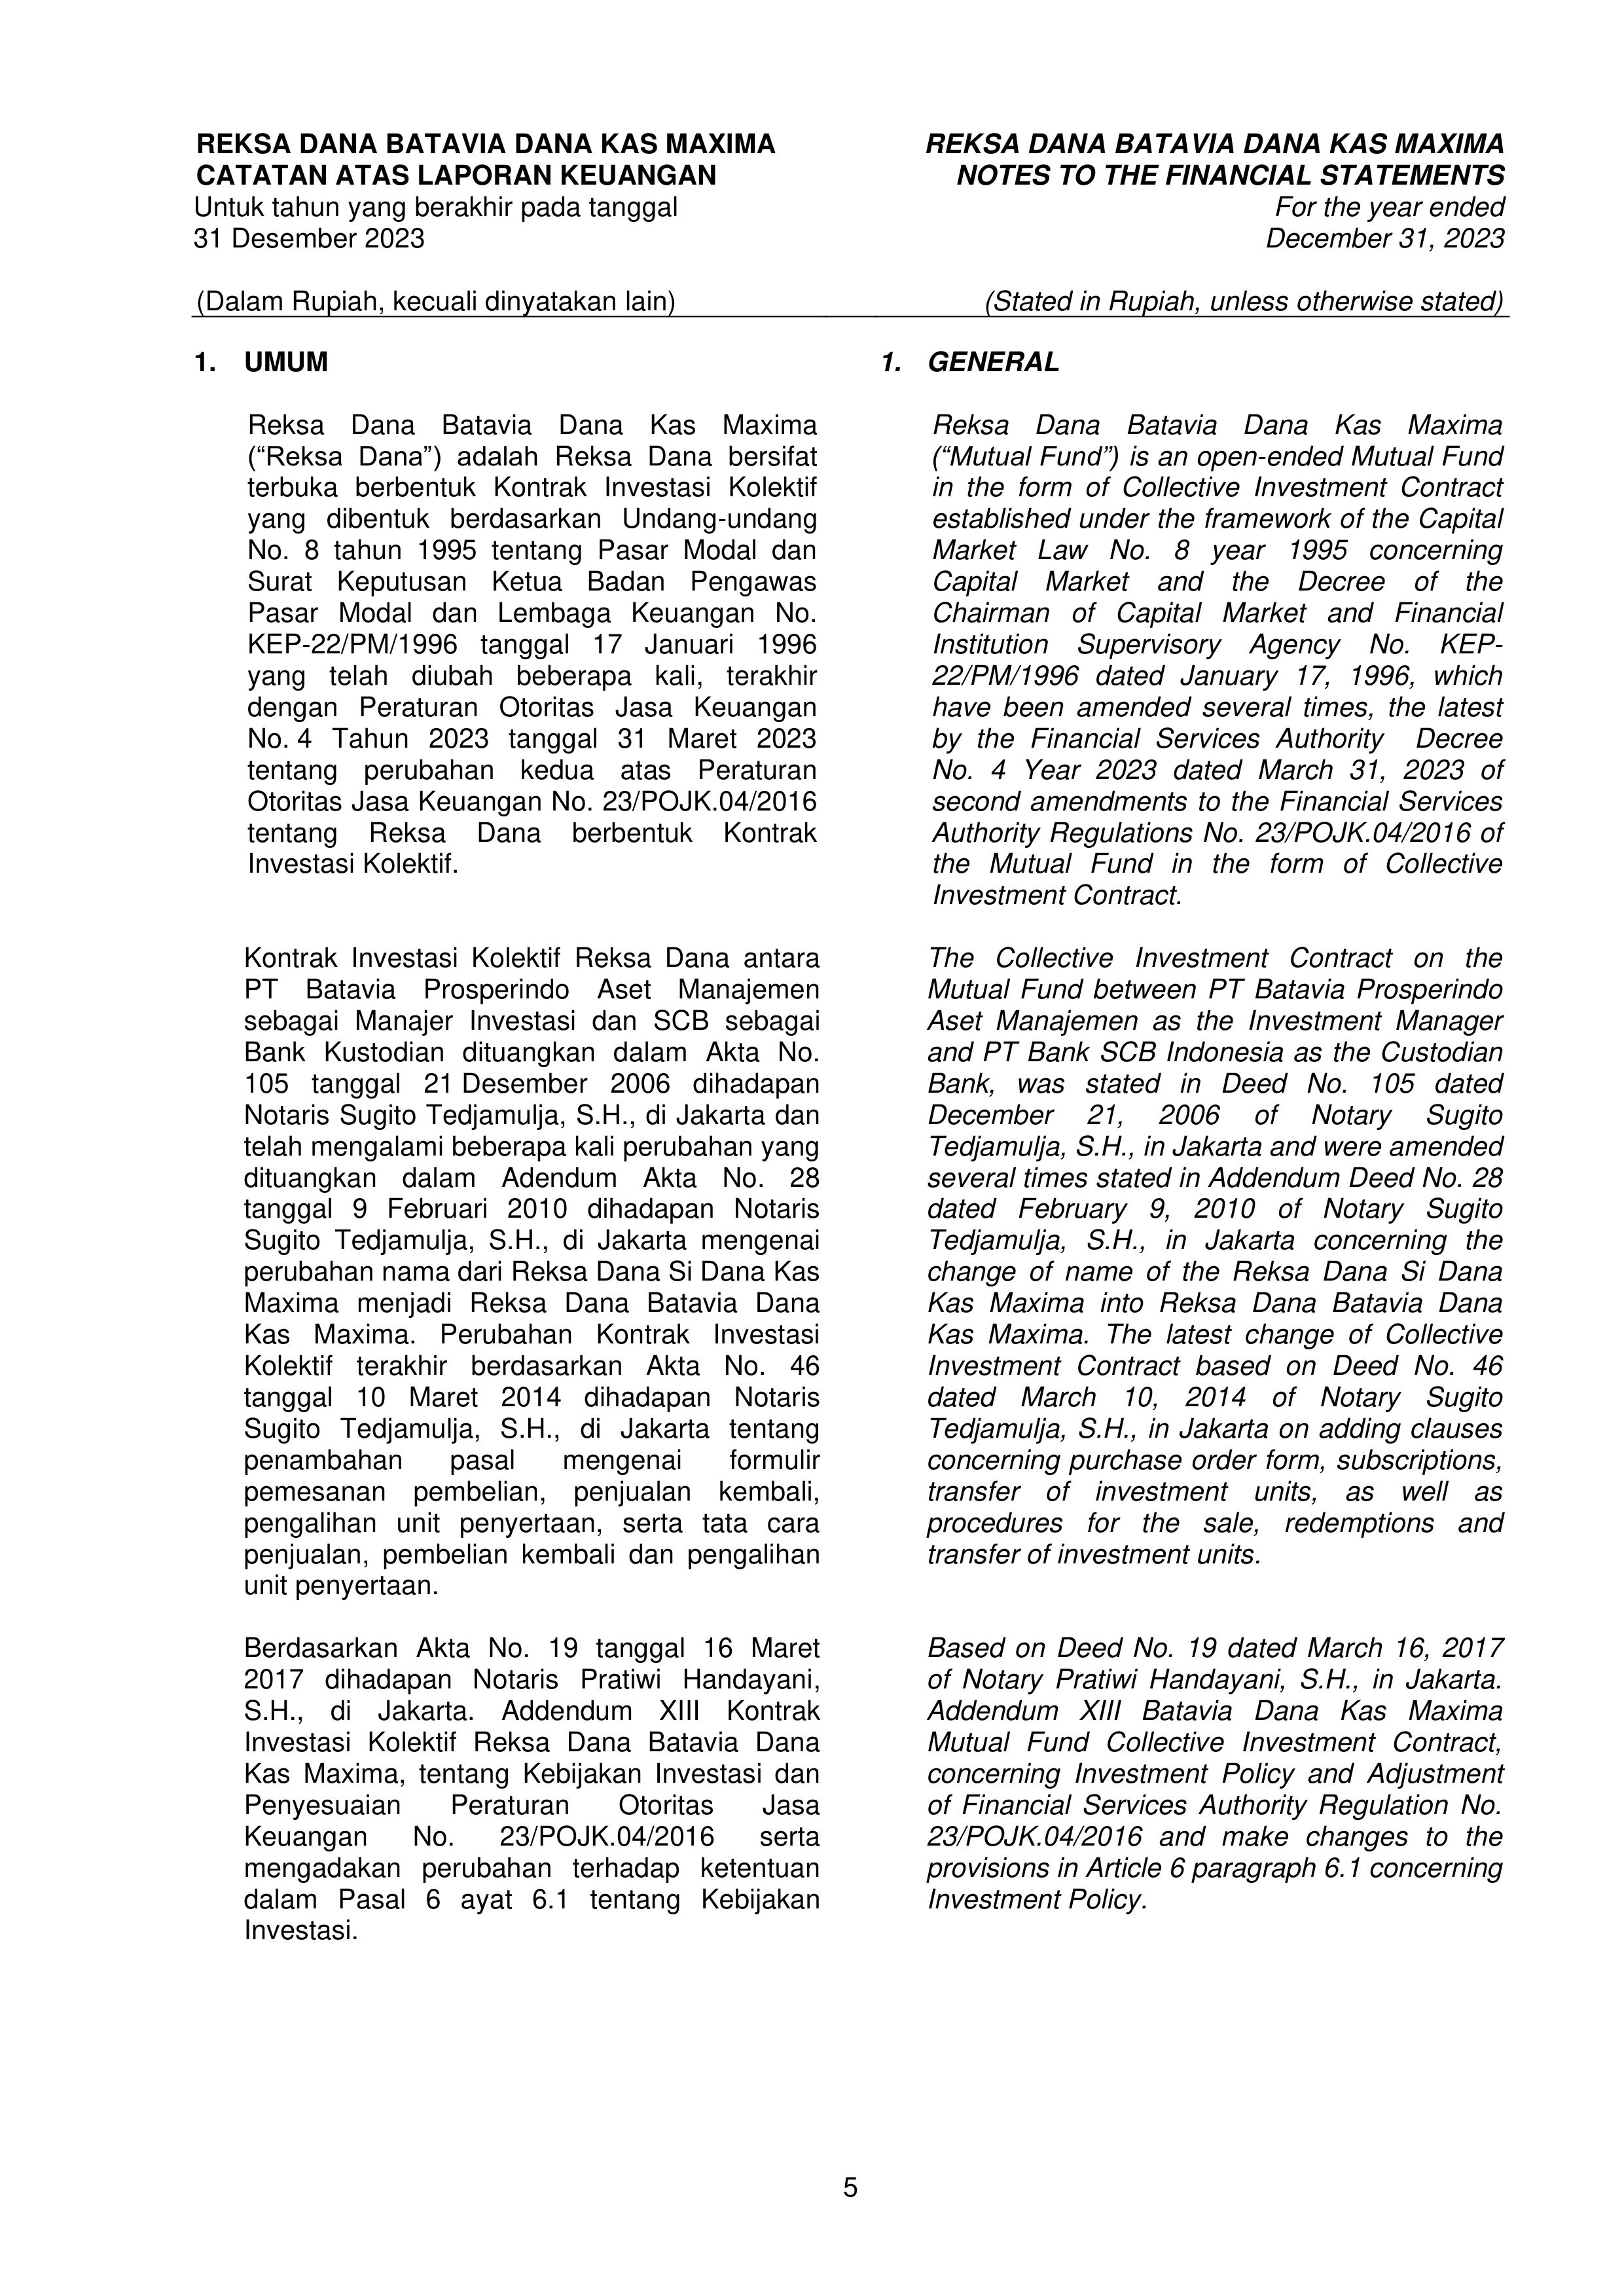 REKSA DANA BATAVIA DANA KAS MAXIMA
CATATAN ATAS LAPORAN KEUANGAN
Untuk tahun yang berakhir pada tanggal
31 Desember 2023
(Dalam Rupiah, kecuali dinyatakan lain)
REKSA DANA BATAVIA DANA KAS MAXIMA
NOTES TO THE FINANCIAL STATEMENTS
For the year ended
December 31, 2023
(Stated in Rupiah, unless otherwise stated)
1. UMUM
Reksa Dana Batavia Dana Kas Maxima
(“Reksa Dana”) adalah Reksa Dana bersifat
terbuka berbentuk Kontrak Investasi Kolektif
yang dibentuk berdasarkan Undang-undang
No. 8 tahun 1995 tentang Pasar Modal dan
Surat Keputusan Ketua Badan Pengawas
Pasar Modal dan Lembaga Keuangan No.
KEP-22/PM/1996 tanggal 17 Januari 1996
yang telah diubah beberapa kali, terakhir
dengan Peraturan Otoritas Jasa Keuangan
No. 4 Tahun 2023 tanggal 31 Maret 2023
tentang perubahan kedua atas Peraturan
Otoritas Jasa Keuangan No. 23/POJK.04/2016
tentang Reksa Dana berbentuk Kontrak
Investasi Kolektif.
Kontrak Investasi Kolektif Reksa Dana antara
PT Batavia Prosperindo Aset Manajemen
sebagai Manajer Investasi dan SCB sebagai
Bank Kustodian dituangkan dalam Akta No.
105 tanggal 21 Desember 2006 dihadapan
Notaris Sugito Tedjamulja, S.H., di Jakarta dan
telah mengalami beberapa kali perubahan yang
dituangkan dalam Adendum Akta No. 28
tanggal 9 Februari 2010 dihadapan Notaris
Sugito Tedjamulja, S.H., di Jakarta mengenai
perubahan nama dari Reksa Dana Si Dana Kas
Maxima menjadi Reksa Dana Batavia Dana
Kas Maxima. Perubahan Kontrak Investasi
Kolektif terakhir berdasarkan Akta No. 46
tanggal 10 Maret 2014 dihadapan Notaris
Sugito Tedjamulja, S.H., di Jakarta tentang
penambahan pasal mengenai formulir
pemesanan pembelian, penjualan kembali,
pengalihan unit penyertaan, serta tata cara
penjualan, pembelian kembali dan pengalihan
unit penyertaan.
Berdasarkan Akta No. 19 tanggal 16 Maret
2017 dihadapan Notaris Pratiwi Handayani,
S.H., di Jakarta. Addendum XIII Kontrak
Investasi Kolektif Reksa Dana Batavia Dana
Kas Maxima, tentang Kebijakan Investasi dan
Penyesuaian Peraturan Otoritas Jasa
Keuangan No. 23/POJK.04/2016 serta
mengadakan perubahan terhadap ketentuan
dalam Pasal 6 ayat 6.1 tentang Kebijakan
Investasi.
1. GENERAL
Reksa Dana Batavia Dana Kas Maxima
(“Mutual Fund”) is an open-ended Mutual Fund
in the form of Collective Investment Contract
established under the framework of the Capital
Market Law No. 8 year 1995 concerning
Capital Market and the Decree of the
Chairman of Capital Market and Financial
Institution Supervisory Agency No. KEP-
22/PM/1996 dated January 17, 1996, which
have been amended several times, the latest
by the Financial Services Authority Decree
No. 4 Year 2023 dated March 31, 2023 of
second amendments to the Financial Services
Authority Regulations No. 23/POJK.04/2016 of
the Mutual Fund in the form of Collective
Investment Contract.
The Collective Investment Contract on the
Mutual Fund between PT Batavia Prosperindo
Aset Manajemen as the Investment Manager
and PT Bank SCB Indonesia as the Custodian
Bank, was stated in Deed No. 105 dated
December 21, 2006 of Notary Sugito
Tedjamulja, S.H., in Jakarta and were amended
several times stated in Addendum Deed No. 28
dated February 9, 2010 of Notary Sugito
Tedjamulja, S.H., in Jakarta concerning the
change of name of the Reksa Dana Si Dana
Kas Maxima into Reksa Dana Batavia Dana
Kas Maxima. The latest change of Collective
Investment Contract based on Deed No. 46
dated March 10, 2014 of Notary Sugito
Tedjamulja, S.H., in Jakarta on adding clauses
concerning purchase order form, subscriptions,
transfer of investment units, as well as
procedures for the sale, redemptions and
transfer of investment units.
Based on Deed No. 19 dated March 16, 2017
of Notary Pratiwi Handayani, S.H., in Jakarta.
Addendum XIII Batavia Dana Kas Maxima
Mutual Fund Collective Investment Contract,
concerning Investment Policy and Adjustment
of Financial Services Authority Regulation No.
23/POJK.04/2016 and make changes to the
provisions in Article 6 paragraph 6.1 concerning
Investment Policy.
5